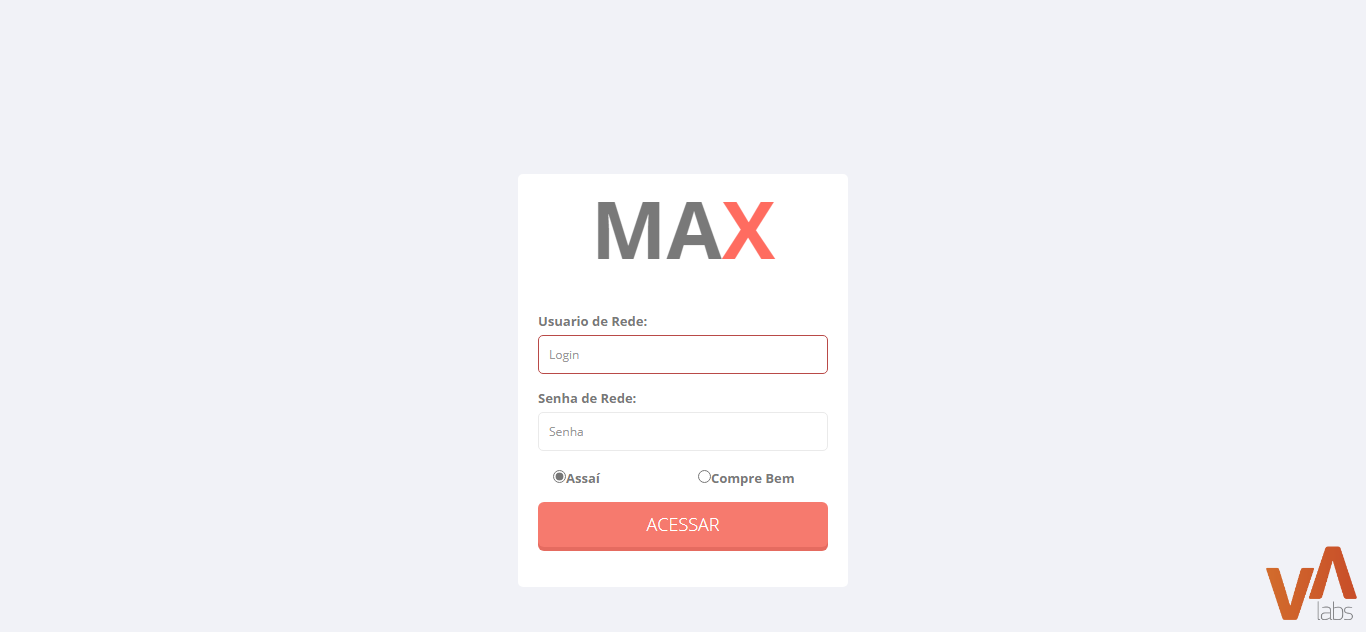 MAX
Usuario de Rede:
Login
Senha de Rede:
Senha
Assaí Compre Bem
ACESSAR
VA
labs